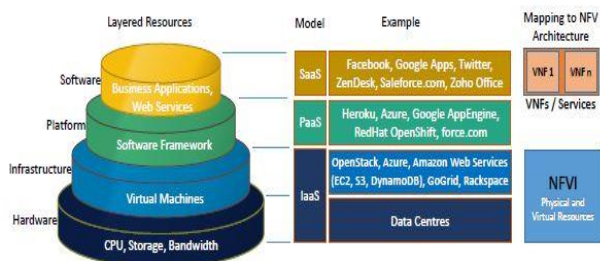 Layered Resources
Model
Example
Mapping to NFV
Architecture
Software
Business Applications,
Web Services
SaaS
Facebook, Google Apps, Twitter,
ZenDesk, Saleforce.com, Zoho Office
VNF 1
VNF n
VNFs / Services
Platform
Software Framework
PaaS
Heroku, Azure, Google AppEngine,
RedHat OpenShift, force.com
Infrastructure
Virtual Machines
IaaS
OpenStack, Azure, Amazon Web Services
(EC2, S3, DynamoDB), GoGrid, Rackspace
NFVI
Physical and
Virtual Resources
Hardware
CPU, Storage, Bandwidth
Data Centres